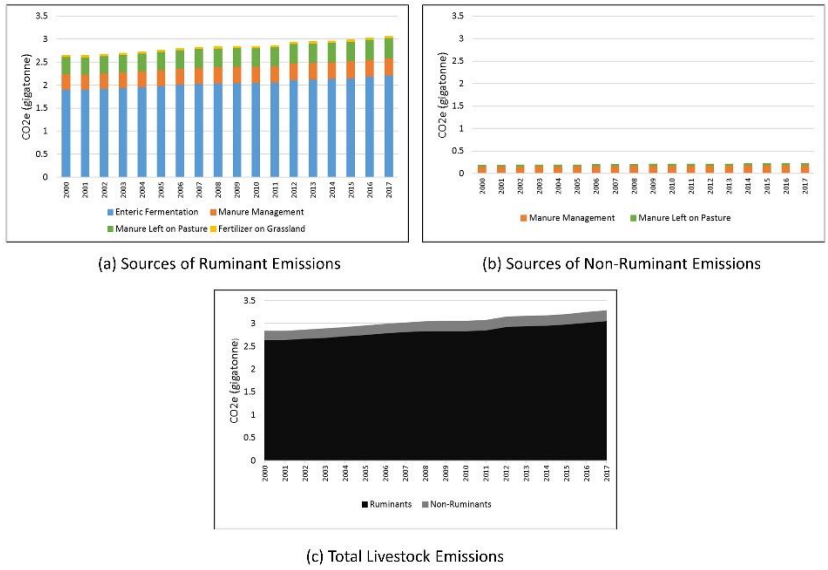 3.5
3
2.5
2
1.5
1
0.5
0
CO2e (gigatonne)
2000 2001 2002 2003 2004 2005 2006 2007 2008 2009 2010 2011 2012 2013 2014 2015 2016 2017
Enteric Fermentation Manure Management
Manure Left on Pasture Fertilizer on Grassland
(a) Sources of Ruminant Emissions
3.5
3
2.5
2
1.5
1
0.5
0
CO2e (gigatonne)
2000 2001 2002 2003 2004 2005 2006 2007 2008 2009 2010 2011 2012 2013 2014 2015 2016 2017
Manure Management Manure Left on Pasture
(b) Sources of Non-Ruminant Emissions
3.5
3
2.5
2
1.5
1
0.5
0
CO2e (gigatonne)
2000 2001 2002 2003 2004 2005 2006 2007 2008 2009 2010 2011 2012 2013 2014 2015 2016 2017
Ruminants Non-Ruminants
(c) Total Livestock Emissions